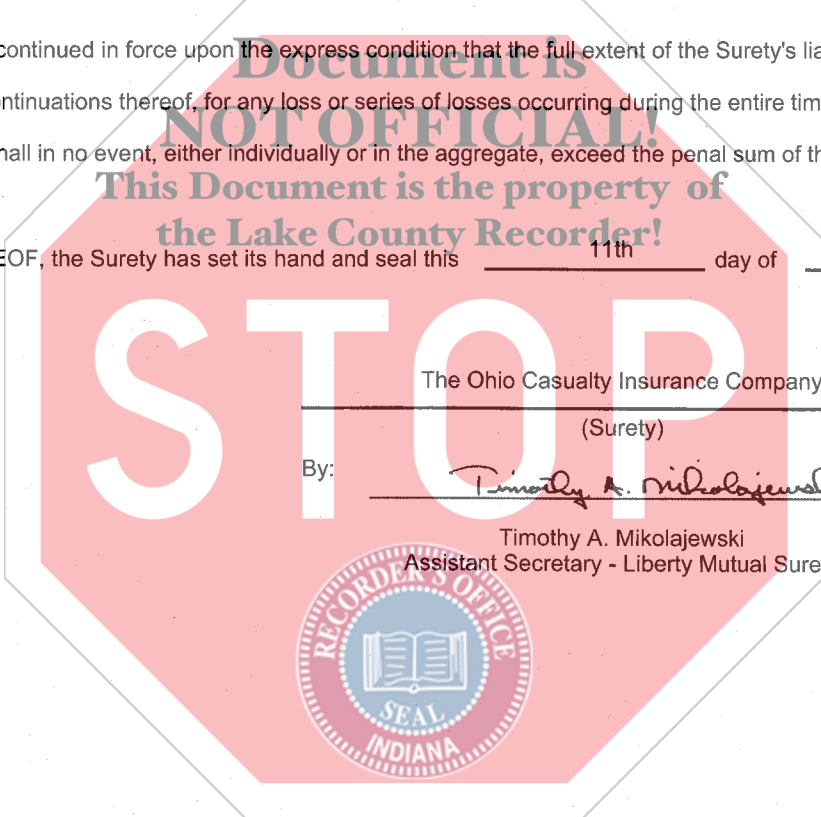 continued in force upon the express condition that the full extent of the Surety's lia
Document is
ntinuations thereof, for any loss or series of losses occurring during the entire tim
NOT OFFICIAL!
hall in no event, either individually or in the aggregate, exceed the penal sum of th
This Document is the property of
the Lake County Recorder!
EOF, the Surety has set its hand and seal this 11th day of
STOP
The Ohio Casualty Insurance Company
(Surety)
By: Timothy A. Mikolajews
Timothy A. Mikolajewski
Assistant Secretary - Liberty Mutual Sure
RECORDER'S OFFICE
SEAL
INDIANA